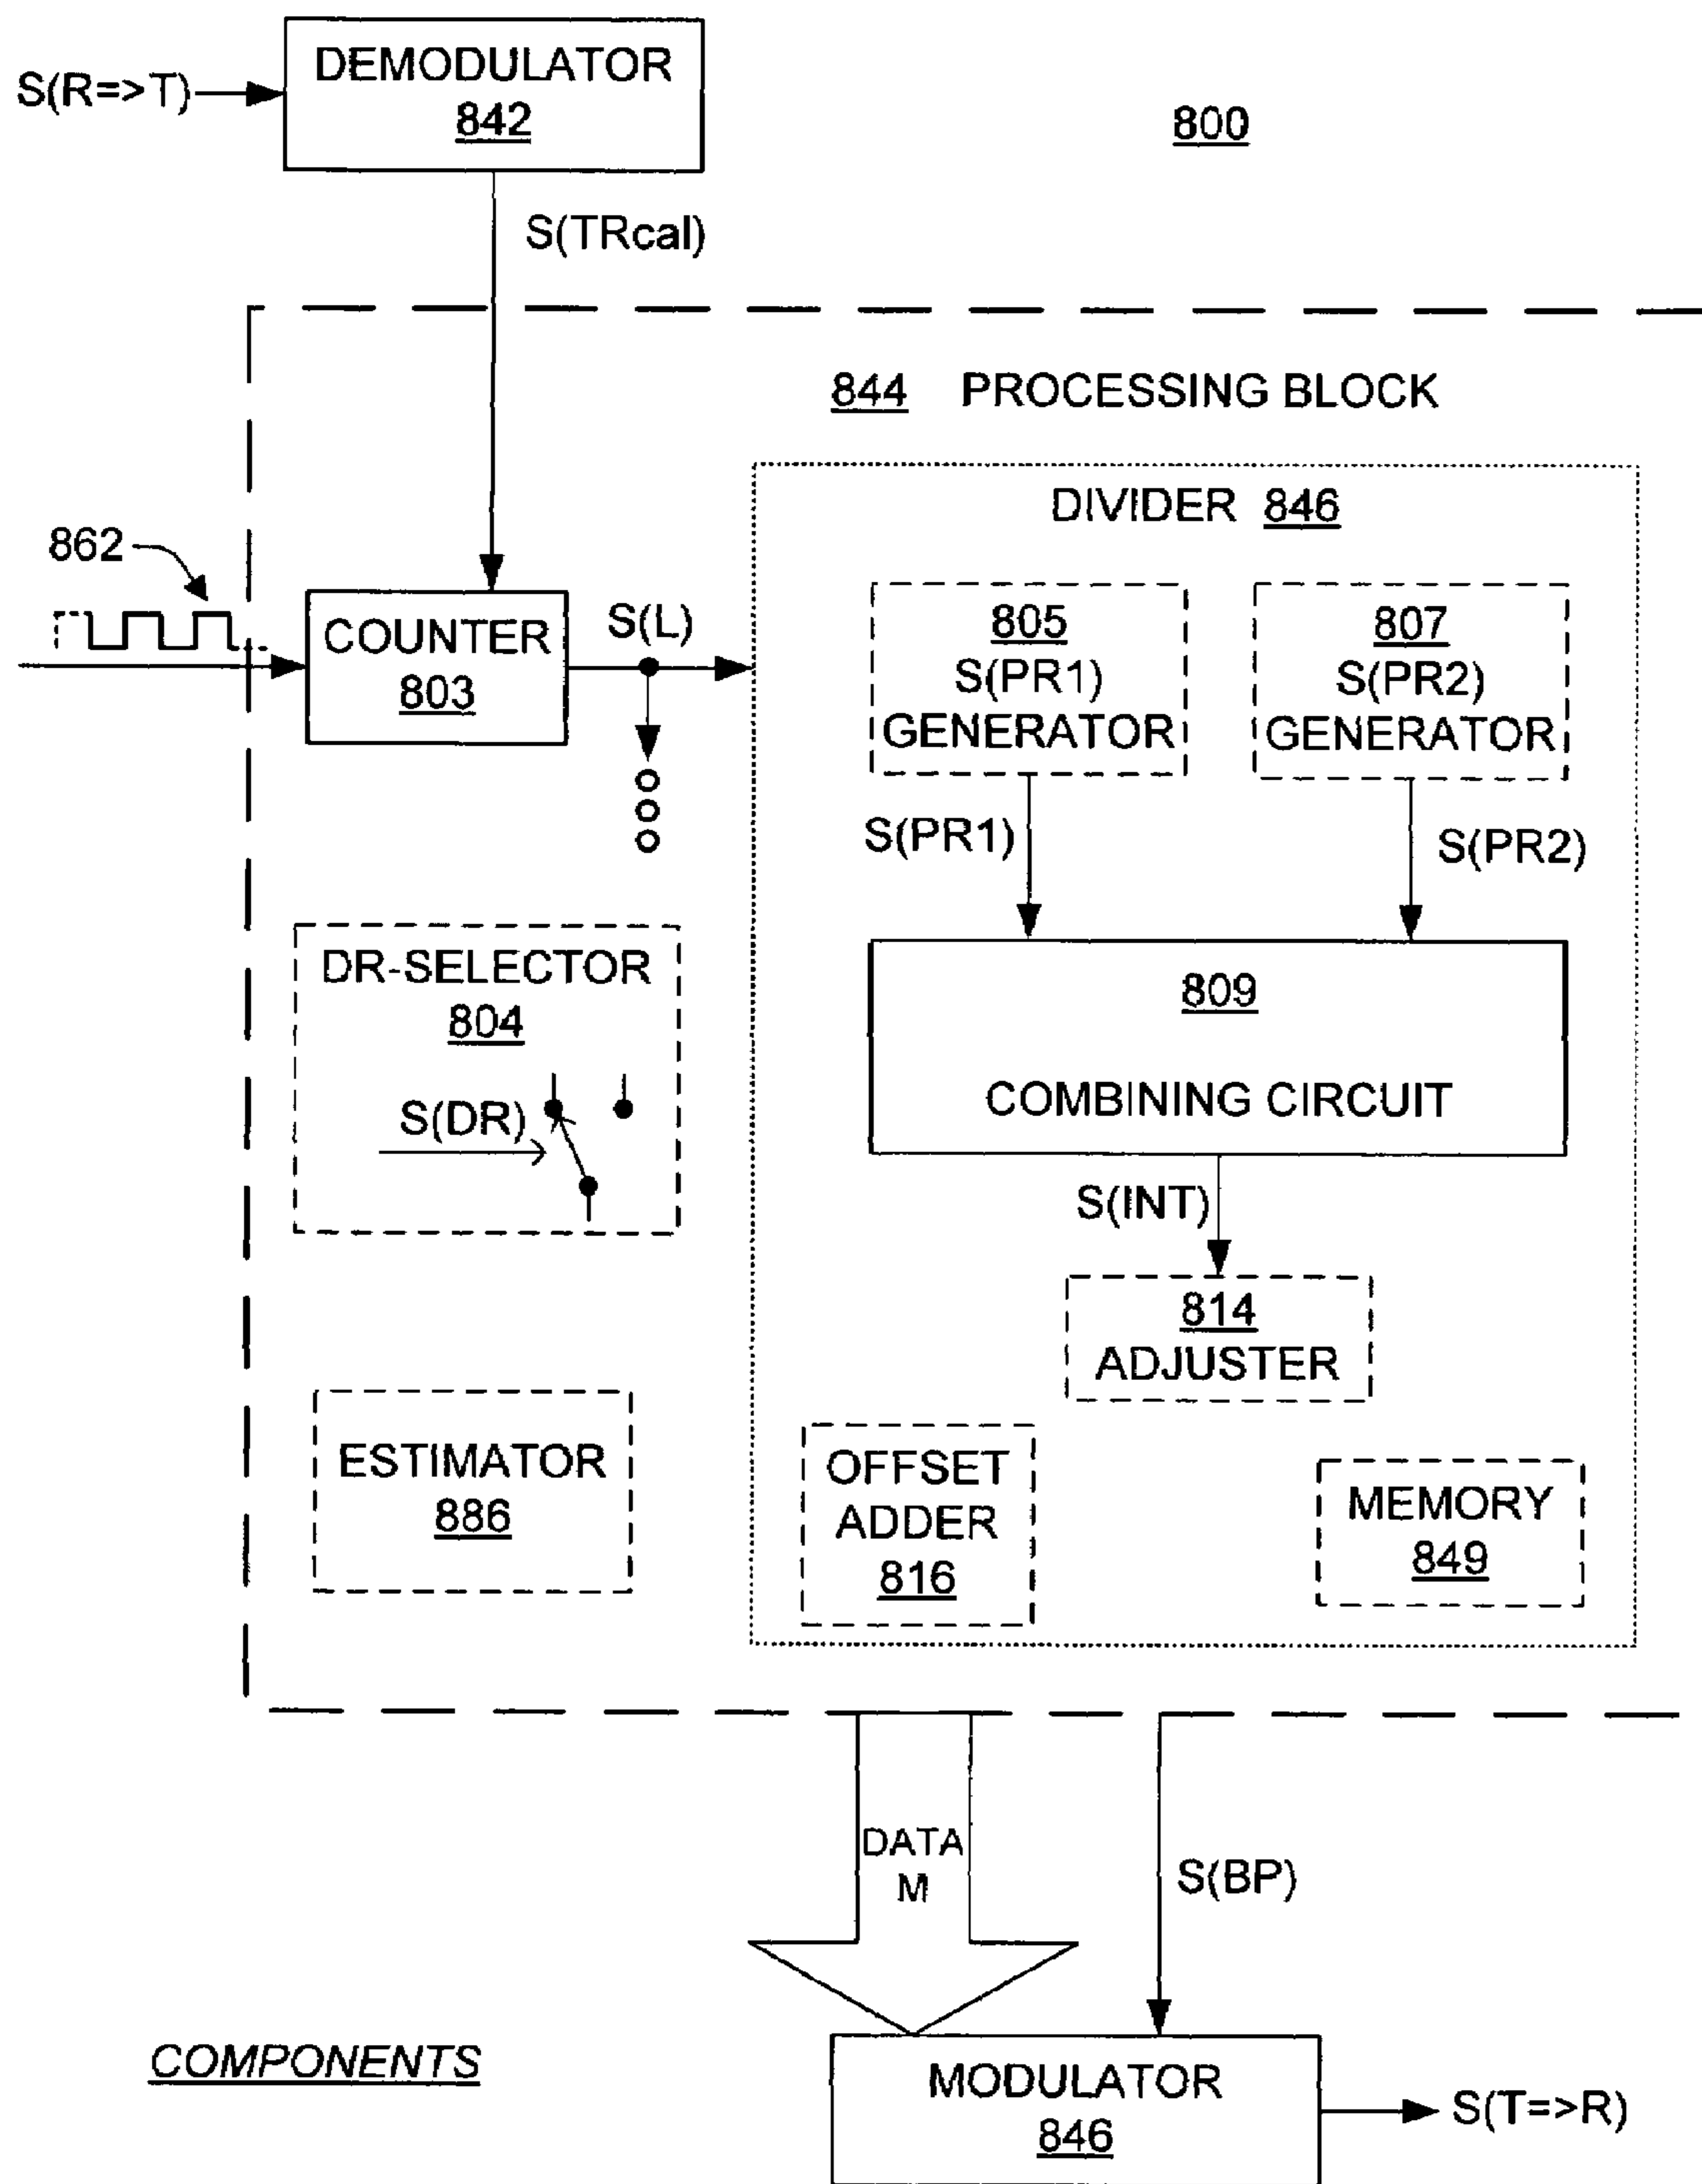 DEMODULATOR
842
S(R=>T)
800
S(TRcal)
844 PROCESSING BLOCK
DIVIDER 846
862
COUNTER
803
S(L)
805
S(PR1)
GENERATOR
807
S(PR2)
GENERATOR
S(PR1)
S(PR2)
DR-SELECTOR
804
S(DR)
809
COMBINING CIRCUIT
S(INT)
814
ADJUSTER
ESTIMATOR
886
OFFSET
ADDER
816
MEMORY
849
DATA
M
S(BP)
COMPONENTS
MODULATOR
846
S(T=>R)